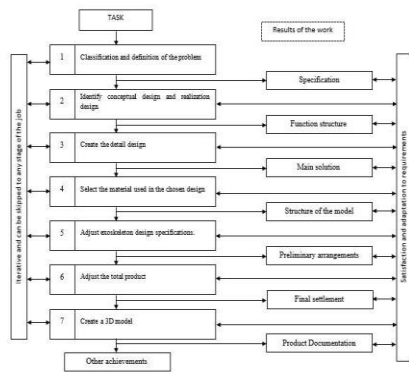 TASK
Results of the work
1 Classification and definition of the problem
Specification
2 Identify conceptual design and realization
design
Function structure
3 Create the detail design
Main solution
4 Select the material used in the chosen design
Structure of the model
5 Adjust exoskeleton design specifications.
Preliminary arrangements
6 Adjust the total product
Final settlement
7 Create a 3D model
Product Documentation
Other achievements
Iterative and can be skipped to any stage of the job
Satisfaction and adaptation to requirements